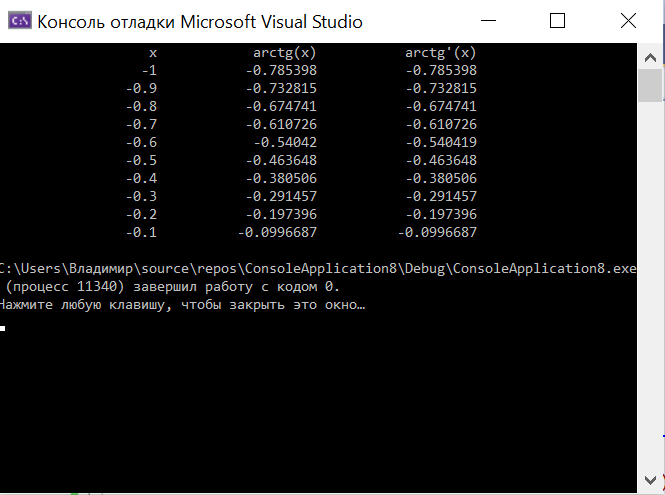 C:\ Консоль отладки Microsoft Visual Studio
x arctg(x) arctg'(x)
-1 -0.785398 -0.785398
-0.9 -0.732815 -0.732815
-0.8 -0.674741 -0.674741
-0.7 -0.610726 -0.610726
-0.6 -0.54042 -0.540419
-0.5 -0.463648 -0.463648
-0.4 -0.380506 -0.380506
-0.3 -0.291457 -0.291457
-0.2 -0.197396 -0.197396
-0.1 -0.0996687 -0.0996687
C:\Users\Владимир\source\repos\ConsoleApplication8\Debug\ConsoleApplication8.exe
(процесс 11340) завершил работу с кодом 0.
Нажмите любую клавишу, чтобы закрыть это окно…